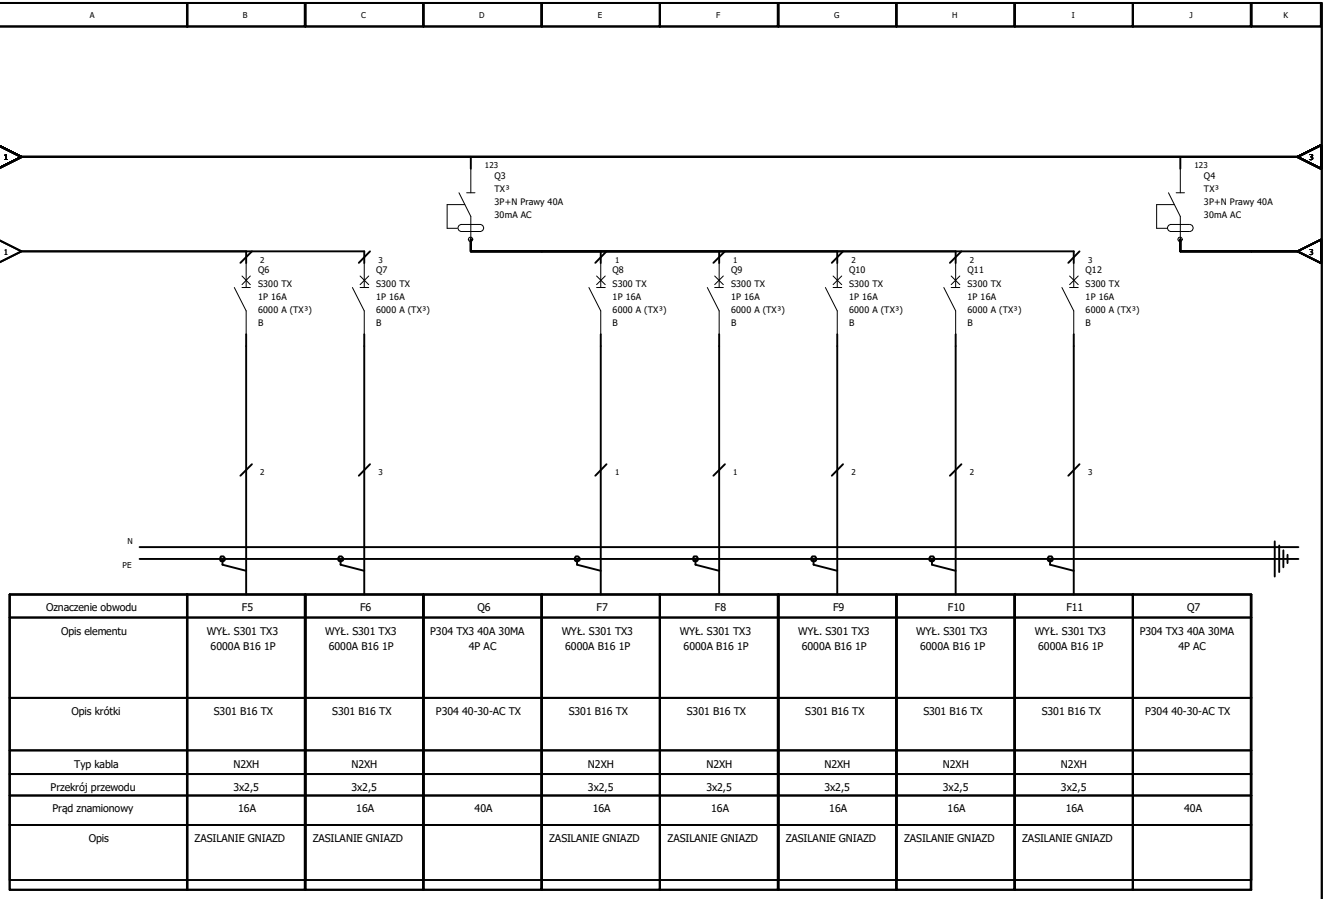 A B C D E F G H I J K
1
3
123
Q3
TX³
3P+N Prawy 40A
30mA AC
123
Q4
TX³
3P+N Prawy 40A
30mA AC
1
3
2
Q6
S300 TX
1P 16A
6000 A (TX³)
B
3
Q7
S300 TX
1P 16A
6000 A (TX³)
B
1
Q8
S300 TX
1P 16A
6000 A (TX³)
B
1
Q9
S300 TX
1P 16A
6000 A (TX³)
B
2
Q10
S300 TX
1P 16A
6000 A (TX³)
B
2
Q11
S300 TX
1P 16A
6000 A (TX³)
B
3
Q12
S300 TX
1P 16A
6000 A (TX³)
B
2 3 1 1 2 2 3
N
PE
Oznaczenie obwodu F5 F6 Q6 F7 F8 F9 F10 F11 Q7
Opis elementu WYŁ. S301 TX3 WYŁ. S301 TX3 P304 TX3 40A 30MA WYŁ. S301 TX3 WYŁ. S301 TX3 WYŁ. S301 TX3 WYŁ. S301 TX3 WYŁ. S301 TX3 P304 TX3 40A 30MA
6000A B16 1P 6000A B16 1P 4P AC 6000A B16 1P 6000A B16 1P 6000A B16 1P 6000A B16 1P 6000A B16 1P 4P AC
Opis krótki S301 B16 TX S301 B16 TX P304 40-30-AC TX S301 B16 TX S301 B16 TX S301 B16 TX S301 B16 TX S301 B16 TX P304 40-30-AC TX
Typ kabla N2XH N2XH N2XH N2XH N2XH N2XH N2XH
Przekrój przewodu 3x2,5 3x2,5 3x2,5 3x2,5 3x2,5 3x2,5 3x2,5
Prąd znamionowy 16A 16A 40A 16A 16A 16A 16A 16A 40A
Opis ZASILANIE GNIAZD ZASILANIE GNIAZD ZASILANIE GNIAZD ZASILANIE GNIAZD ZASILANIE GNIAZD ZASILANIE GNIAZD ZASILANIE GNIAZD